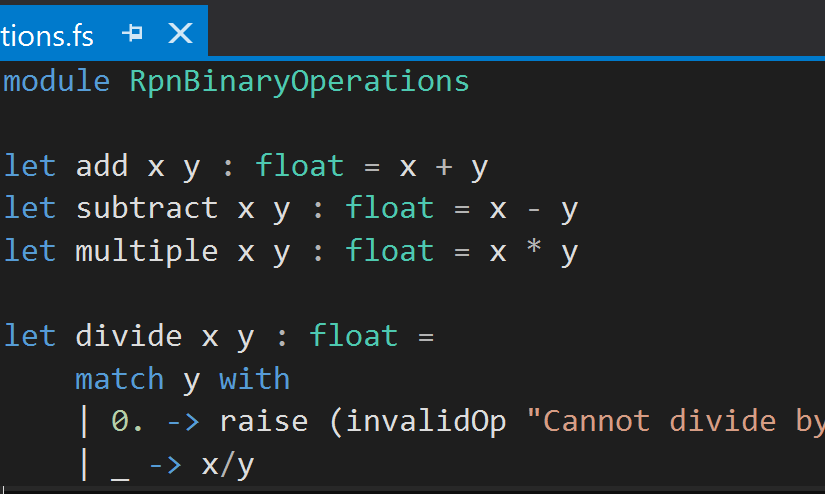 tions.fs
module RpnBinaryOperations
let add x y : float = x + y
let subtract x y : float = x - y
let multiple x y : float = x * y
let divide x y : float =
match y with
| 0. -> raise (invalidOp "Cannot divide by
| _ -> x/y